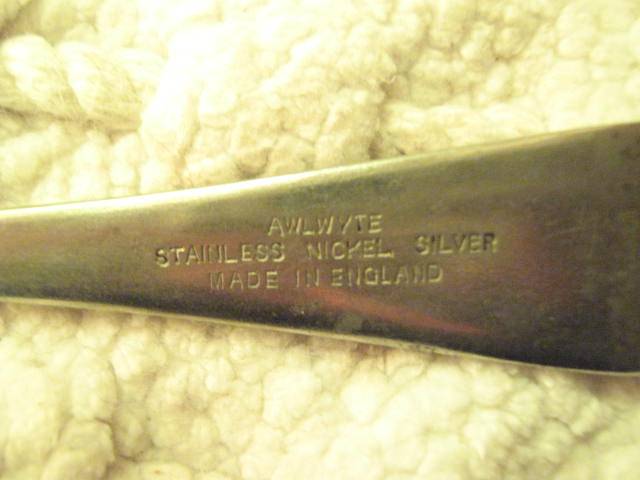 AWLWYTE
STAINLESS NICKEL SILVER
MADE IN ENGLAND